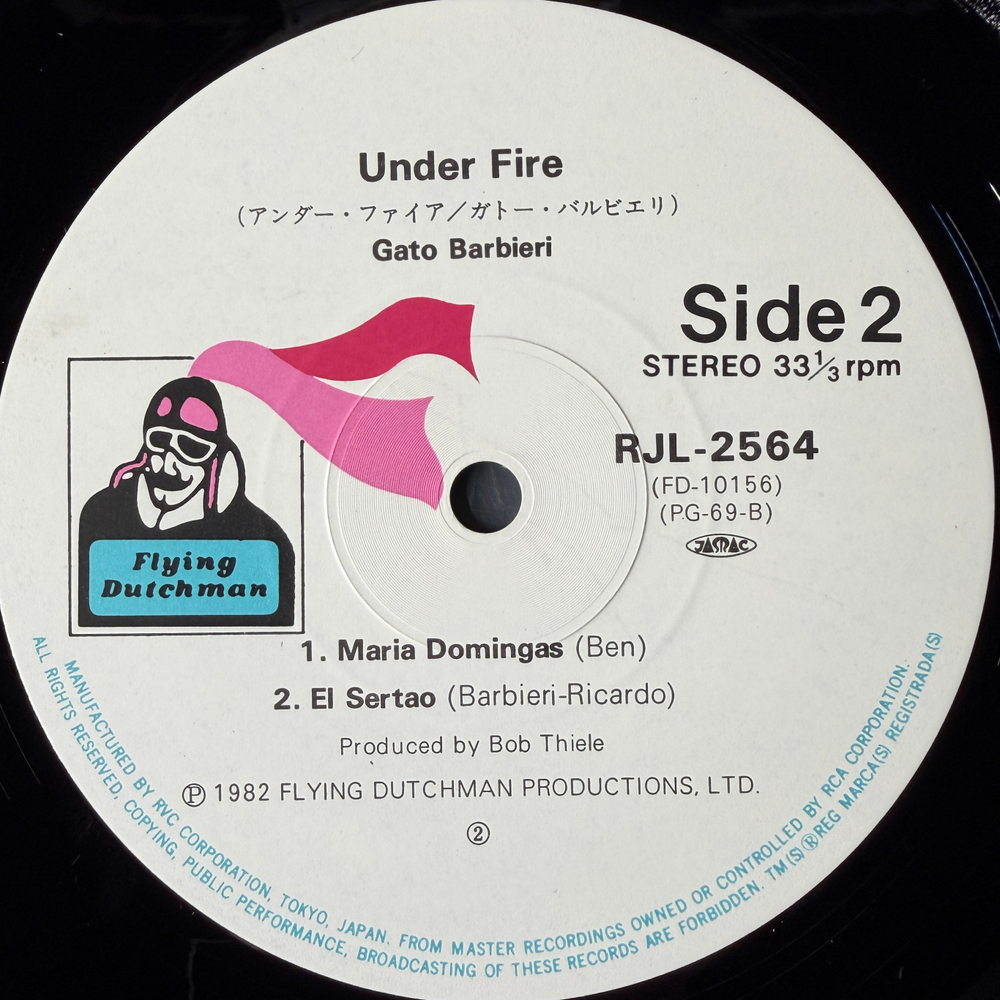 Under Fire
(アンダー・ファイア／ガトー・バルビエリ)
Gato Barbieri
Side 2
STEREO 33⅓ rpm
RJL-2564
(FD-10156)
(PG-69-B)
JASRAC
Flying
Dutchman
1. Maria Domingas (Ben)
2. El Sertao (Barbieri-Ricardo)
Produced by Bob Thiele
Ⓟ 1982 FLYING DUTCHMAN PRODUCTIONS, LTD.
②
MANUFACTURED BY RVC CORPORATION, TOKYO, JAPAN. FROM MASTER RECORDINGS OWNED OR CONTROLLED BY RCA CORPORATION.
ALL RIGHTS RESERVED, COPYING, PUBLIC PERFORMANCE, BROADCASTING OF THESE RECORDS ARE FORBIDDEN. TM(S)®REG MARCA(S) REGISTRADA(S)